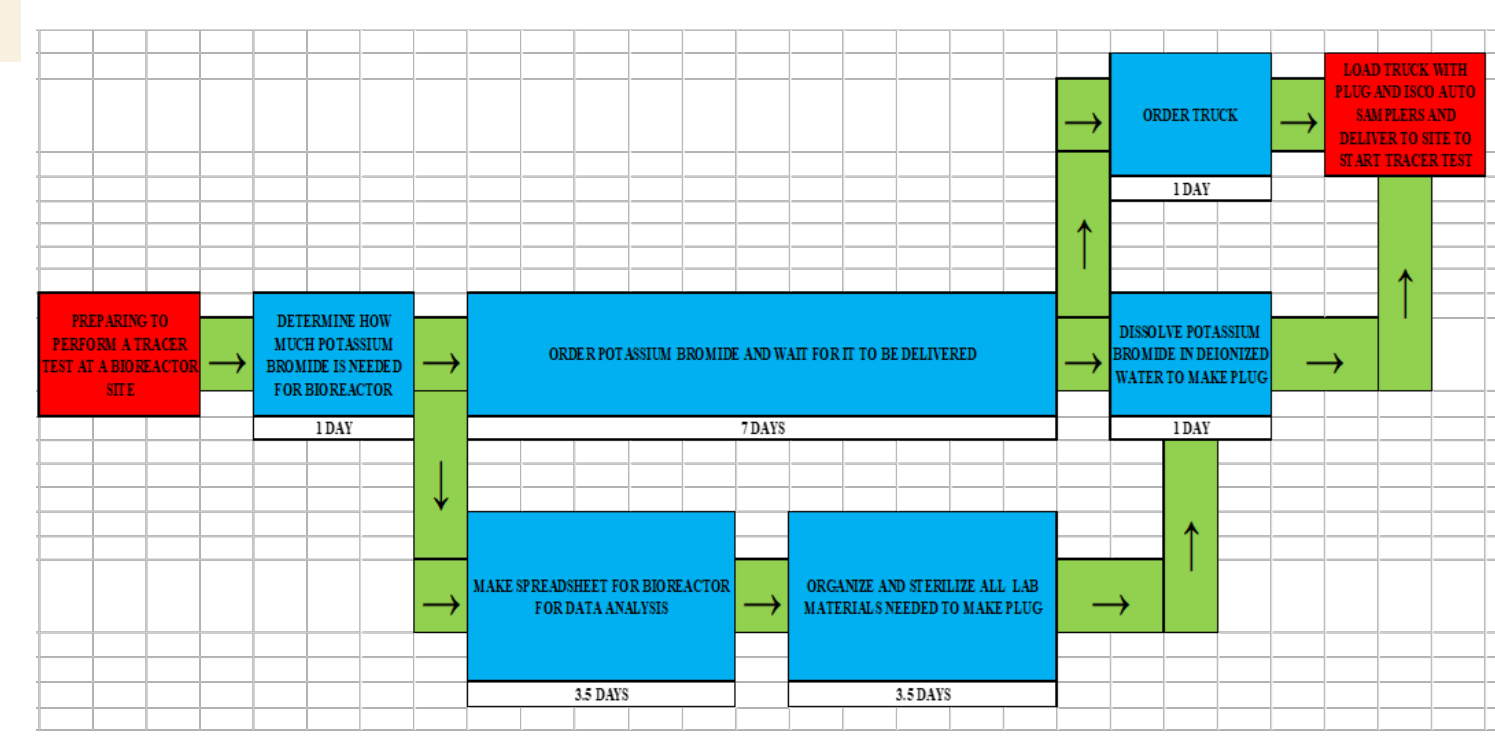 ORDER TRUCK
1 DAY
LOAD TRUCK WITH
PLUG AND ISCO AUTO
SAMPLERS AND
DELIVER TO SITE TO
START TRACER TEST
PREPARING TO
PERFORM A TRACER
TEST AT A BIOREACTOR
SITE
DETERMINE HOW
MUCH POTASSIUM
BROMIDE IS NEEDED
FOR BIOREACTOR
1 DAY
ORDER POTASSIUM BROMIDE AND WAIT FOR IT TO BE DELIVERED
7 DAYS
DISSOLVE POTASSIUM
BROMIDE IN DEIONIZED
WATER TO MAKE PLUG
1 DAY
MAKE SPREADSHEET FOR BIOREACTOR
FOR DATA ANALYSIS
3.5 DAYS
ORGANIZE AND STERILIZE ALL LAB
MATERIALS NEEDED TO MAKE PLUG
3.5 DAYS